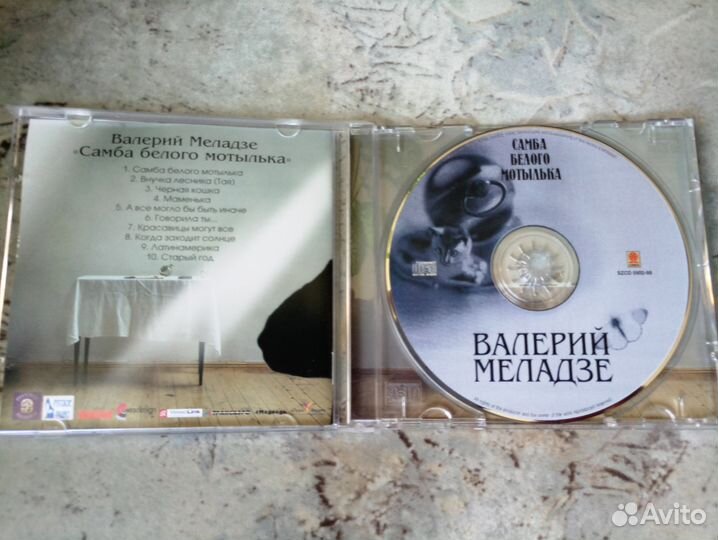 Валерий Меладзе
«Самба белого мотылька»
1. Самба белого мотылька
2. Внучка лесника (Тая)
3. Черная кошка
4. Маменька
5. А все могло бы быть иначе
6. Говорила ты...
7. Красавицы могут все
8. Когда заходит солнце
9. Латинамерика
10. Старый год
САМБА
БЕЛОГО
МОТЫЛЬКА
ВАЛЕРИЙ
МЕЛАДЗЕ
Avito